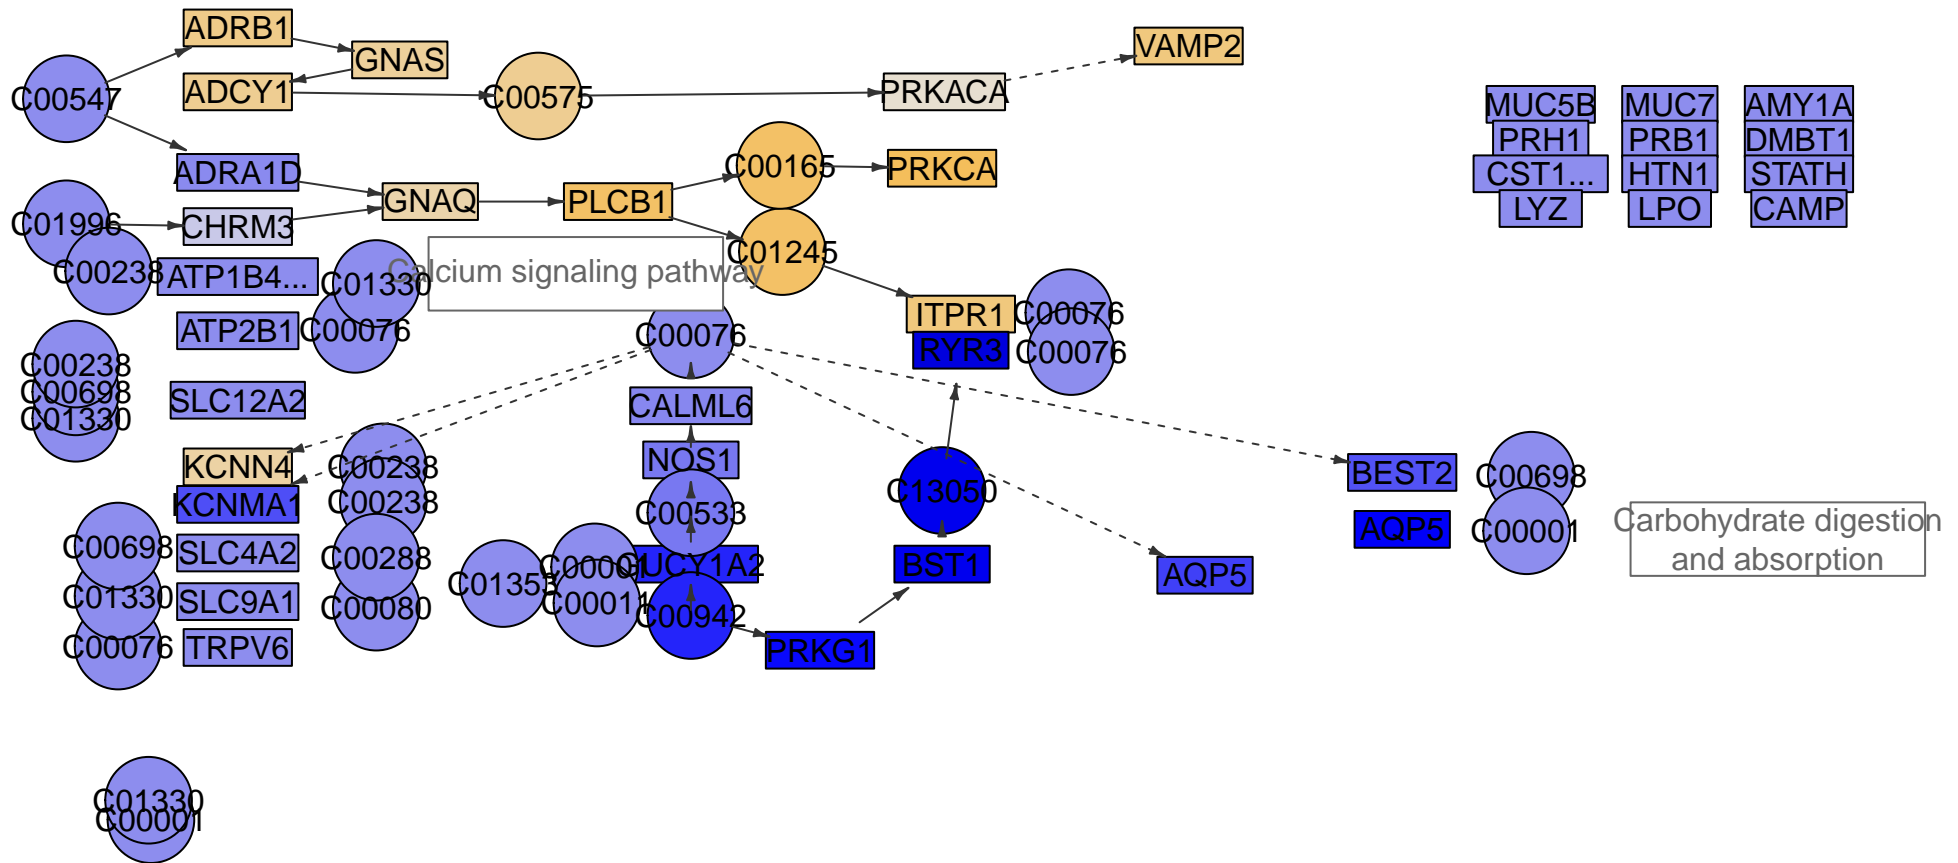 ADRB1
GNAS
VAMP2
C00547
ADCY1
C00575
PRKACA
MUC5B
MUC7
AMY1A
PRH1
PRB1
DMBT1
ADRA1D
C00165
PRKCA
CST1...
HTN1
STATH
GNAQ
PLCB1
LYZ
LPO
CAMP
C01996
CHRM3
C01245
C00238
ATP1B4...
C01330
Calcium signaling pathway
ATP2B1
C00076
C00076
ITPR1
C00076
RYR3
C00076
C00238
C00698
C01330
SLC12A2
CALML6
KCNN4
C00238
NOS1
BEST2
C00698
KCNMA1
C00238
C00533
C13050
AQP5
C00001
Carbohydrate digestion
and absorption
C00698
SLC4A2
C00288
C01353
C00001
GUCY1A2
BST1
AQP5
C01330
SLC9A1
C00080
C00011
C00942
C00076
TRPV6
PRKG1
C01330
C00001